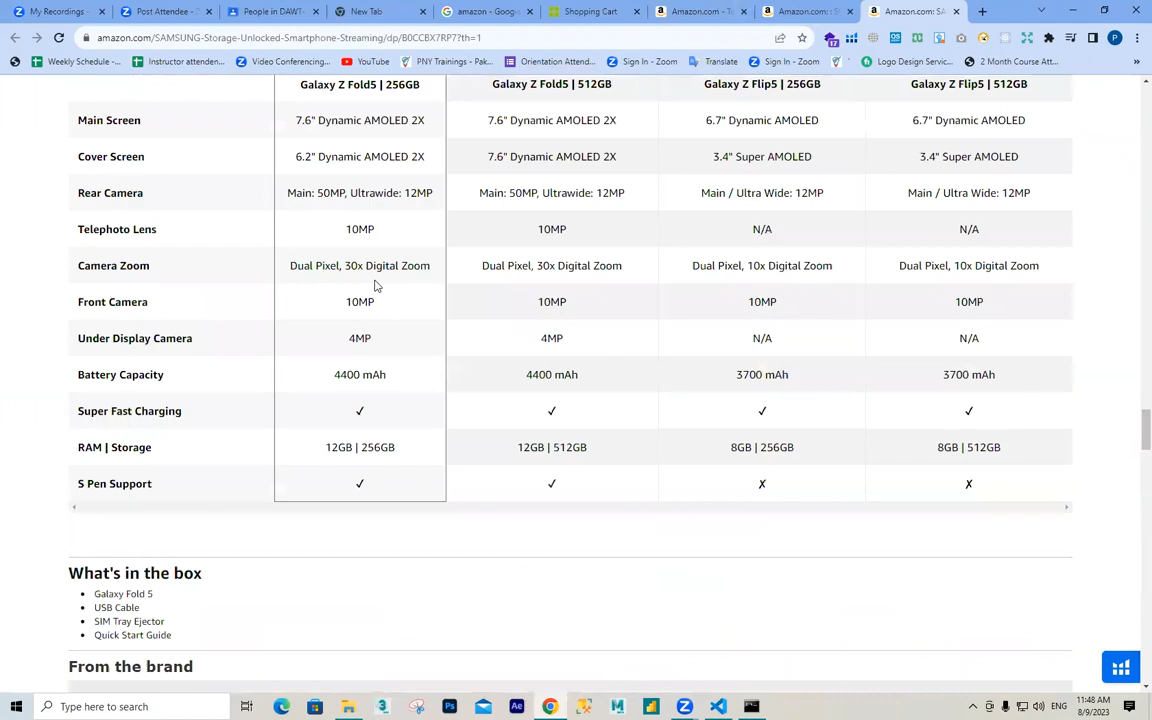 My Recordings -
Post Attendee - Z
People in DAWT-
New Tab
amazon - Google
Shopping Cart
Amazon.com - T
Amazon.com: : S
Amazon.com: SA
amazon.com/SAMSUNG-Storage-Unlocked-Smartphone-Streaming/dp/B0CCBX7RP7?th=1
17
P
Weekly Schedule -...
Instructor attenden...
Video Conferencing...
YouTube
PNY Trainings - Pak...
Orientation Attend...
Sign In - Zoom
Translate
Sign In - Zoom
Logo Design Servic...
2 Month Course Att...
Galaxy Z Fold5 | 256GB Galaxy Z Fold5 | 512GB Galaxy Z Flip5 | 256GB Galaxy Z Flip5 | 512GB
Main Screen 7.6" Dynamic AMOLED 2X 7.6" Dynamic AMOLED 2X 6.7" Dynamic AMOLED 6.7" Dynamic AMOLED
Cover Screen 6.2" Dynamic AMOLED 2X 7.6" Dynamic AMOLED 2X 3.4" Super AMOLED 3.4" Super AMOLED
Rear Camera Main: 50MP, Ultrawide: 12MP Main: 50MP, Ultrawide: 12MP Main / Ultra Wide: 12MP Main / Ultra Wide: 12MP
Telephoto Lens 10MP 10MP N/A N/A
Camera Zoom Dual Pixel, 30x Digital Zoom Dual Pixel, 30x Digital Zoom Dual Pixel, 10x Digital Zoom Dual Pixel, 10x Digital Zoom
Front Camera 10MP 10MP 10MP 10MP
Under Display Camera 4MP 4MP N/A N/A
Battery Capacity 4400 mAh 4400 mAh 3700 mAh 3700 mAh
Super Fast Charging ✓ ✓ ✓ ✓
RAM | Storage 12GB | 256GB 12GB | 512GB 8GB | 256GB 8GB | 512GB
S Pen Support ✓ ✓ ✗ ✗
What's in the box
• Galaxy Fold 5
• USB Cable
• SIM Tray Ejector
• Quick Start Guide
From the brand
Type here to search
ENG
11:48 AM
8/9/2023